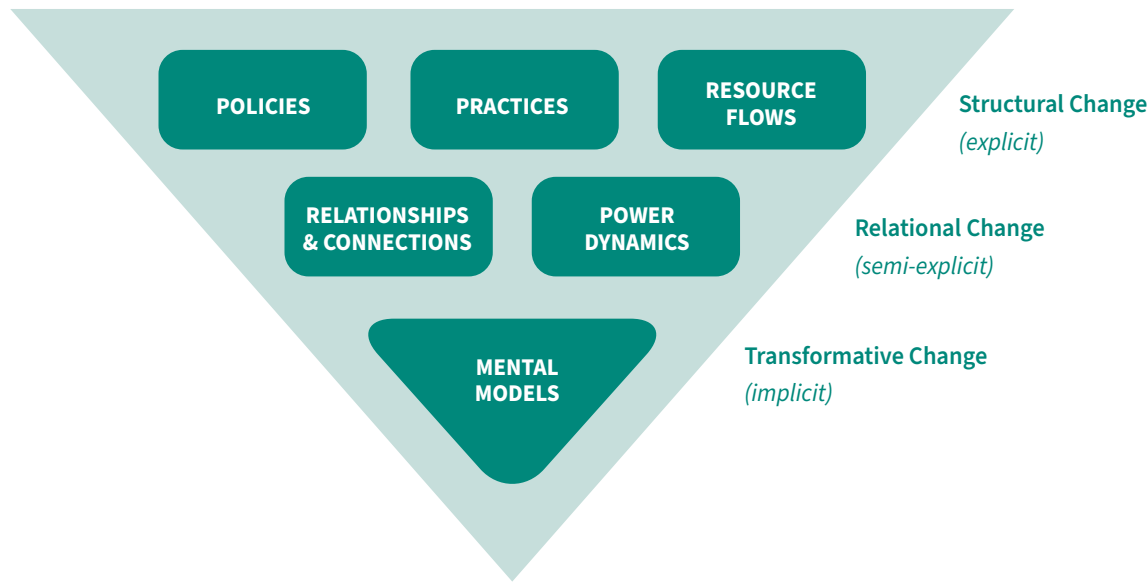 POLICIES
PRACTICES
RESOURCE
FLOWS
Structural Change
(explicit)
RELATIONSHIPS
& CONNECTIONS
POWER
DYNAMICS
Relational Change
(semi-explicit)
MENTAL
MODELS
Transformative Change
(implicit)